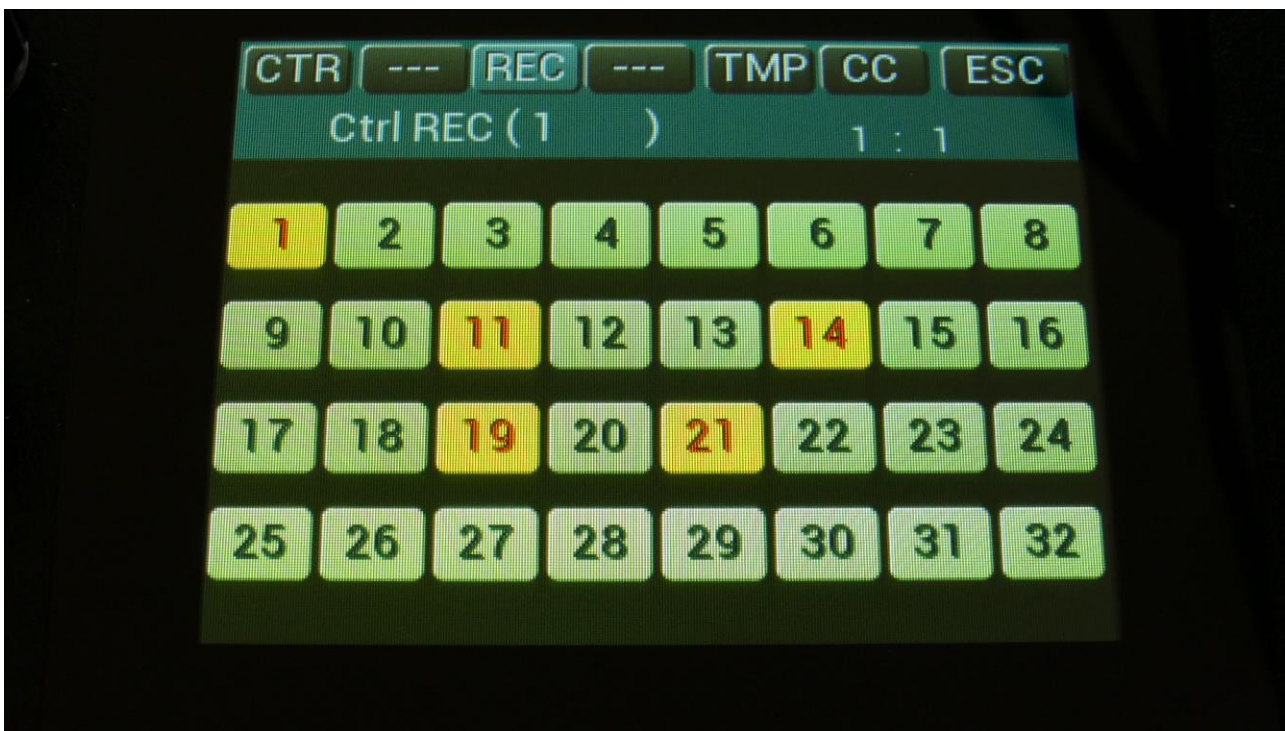 CTR --- REC --- TMP CC ESC
Ctrl REC ( 1 ) 1 : 1
1 2 3 4 5 6 7 8
9 10 11 12 13 14 15 16
17 18 19 20 21 22 23 24
25 26 27 28 29 30 31 32